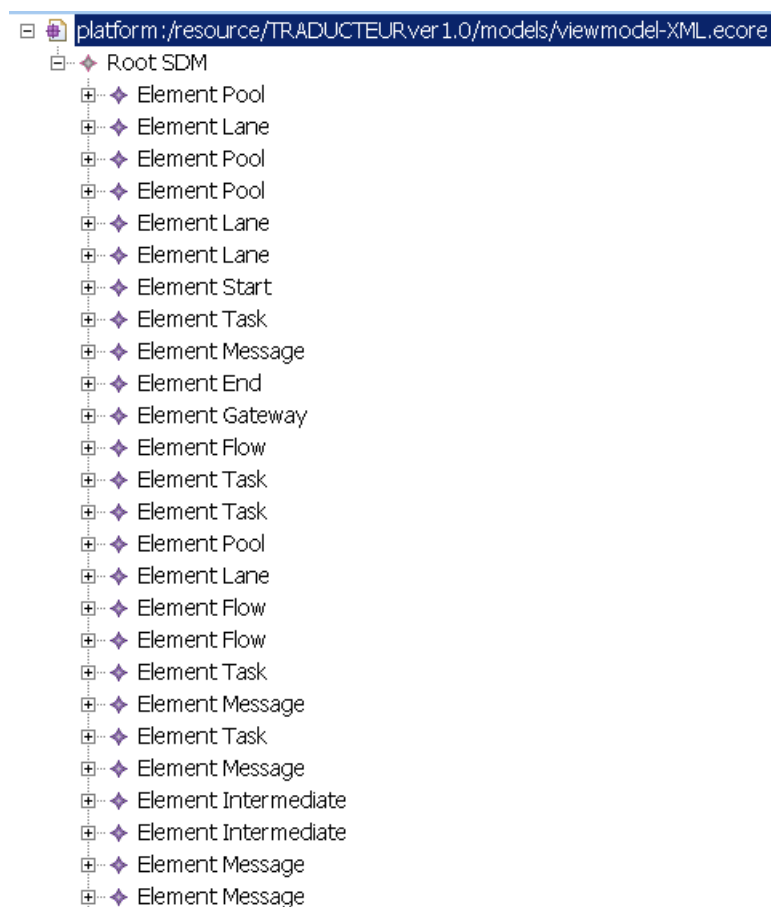 platform:/resource/TRADUCTEURver1.0/models/viewmodel-XML.ecore
Root SDM
Element Pool
Element Lane
Element Pool
Element Pool
Element Lane
Element Lane
Element Start
Element Task
Element Message
Element End
Element Gateway
Element Flow
Element Task
Element Task
Element Pool
Element Lane
Element Flow
Element Flow
Element Task
Element Message
Element Task
Element Message
Element Intermediate
Element Intermediate
Element Message
Element Message